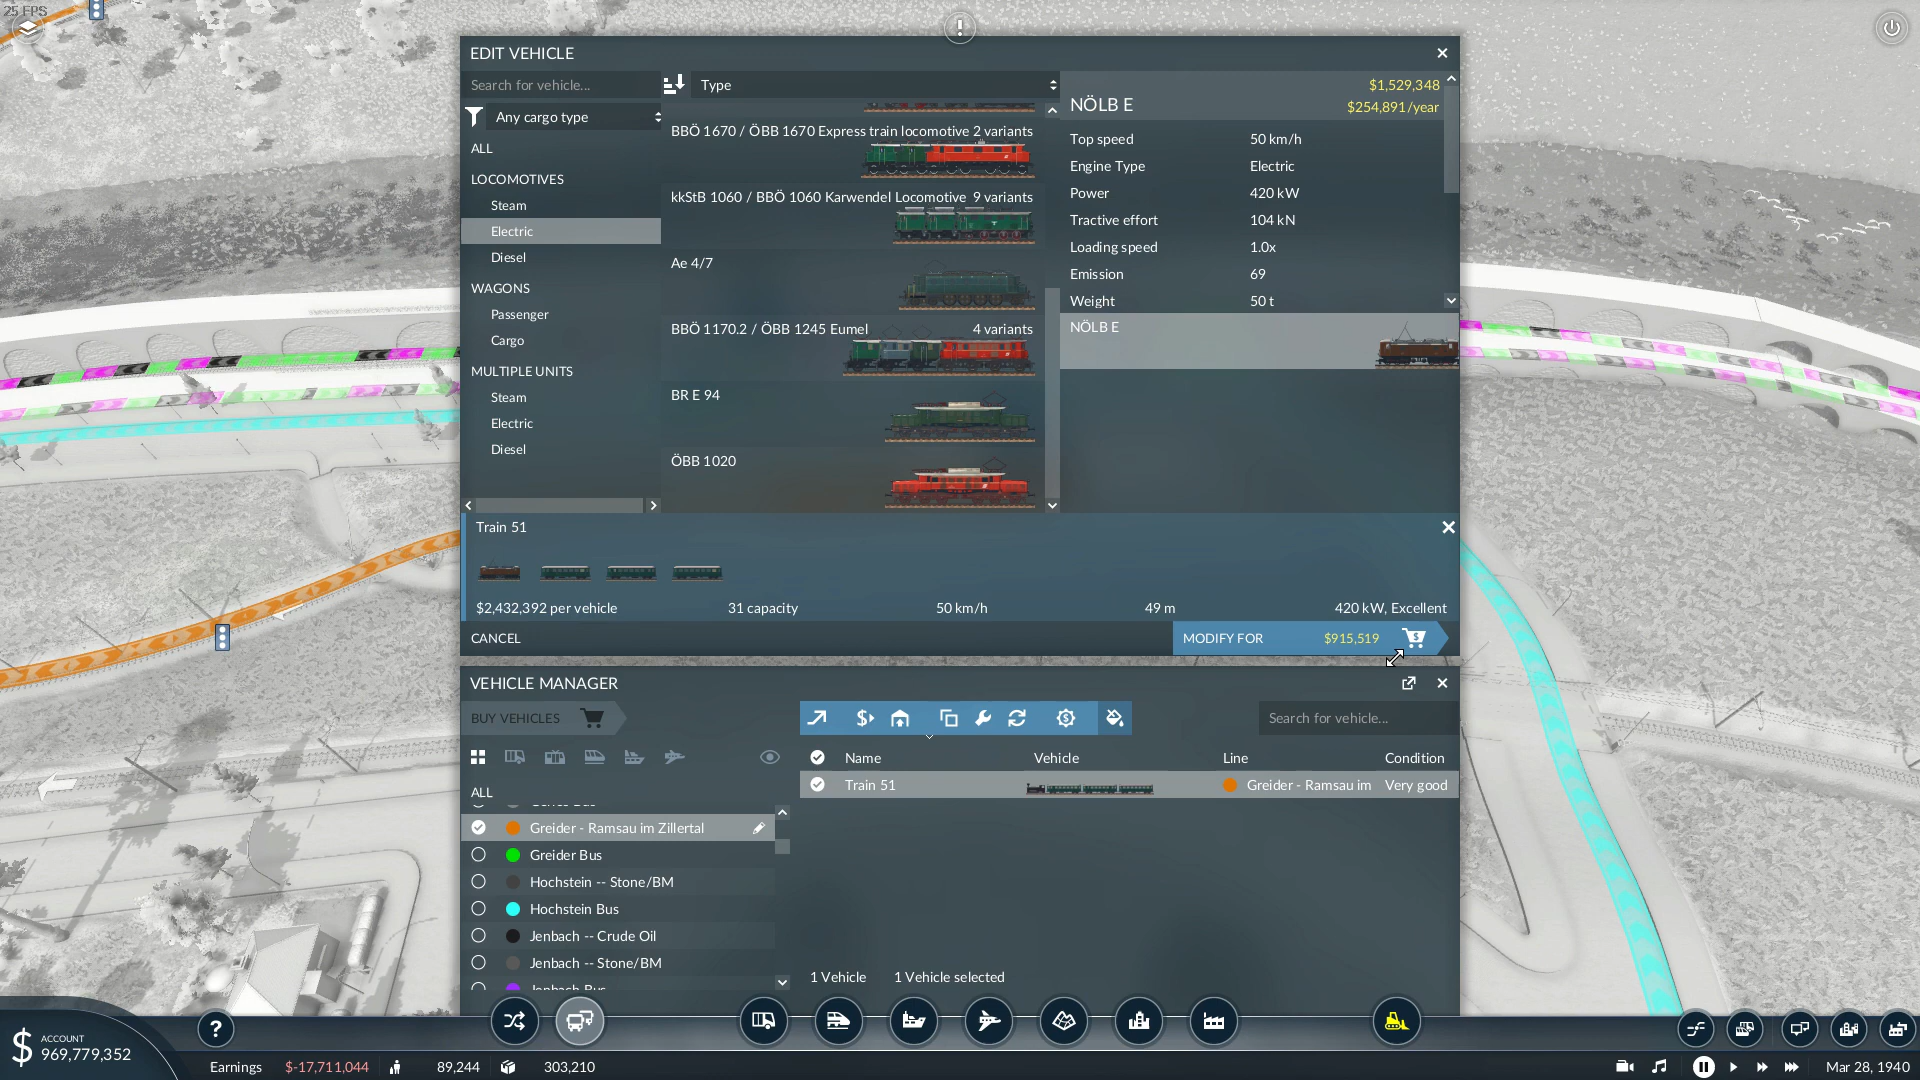 25 FPS
EDIT VEHICLE
Search for vehicle...
Type
Any cargo type
ALL
LOCOMOTIVES
Steam
Electric
Diesel
WAGONS
Passenger
Cargo
MULTIPLE UNITS
Steam
Electric
Diesel
BBÖ 1670 / ÖBB 1670 Express train locomotive 2 variants
kkStB 1060 / BBÖ 1060 Karwendel Locomotive 9 variants
Ae 4/7
BBÖ 1170.2 / ÖBB 1245 Eumel 4 variants
BR E 94
ÖBB 1020
$1,529,348
NÖLB E
$254,891/year
Top speed 50 km/h
Engine Type Electric
Power 420 kW
Tractive effort 104 kN
Loading speed 1.0x
Emission 69
Weight 50 t
NÖLB E
Train 51
$2,432,392 per vehicle 31 capacity 50 km/h 49 m 420 kW, Excellent
CANCEL
MODIFY FOR $915,519
VEHICLE MANAGER
BUY VEHICLES
Search for vehicle...
ALL
Greider - Ramsau im Zillertal
Greider Bus
Hochstein -- Stone/BM
Hochstein Bus
Jenbach -- Crude Oil
Jenbach -- Stone/BM
Jenbach Bus
Name Vehicle Line Condition
Train 51 Greider - Ramsau im Very good
1 Vehicle 1 Vehicle selected
?
$ ACCOUNT
969,779,352
Earnings $-17,711,044 89,244 303,210
Mar 28, 1940